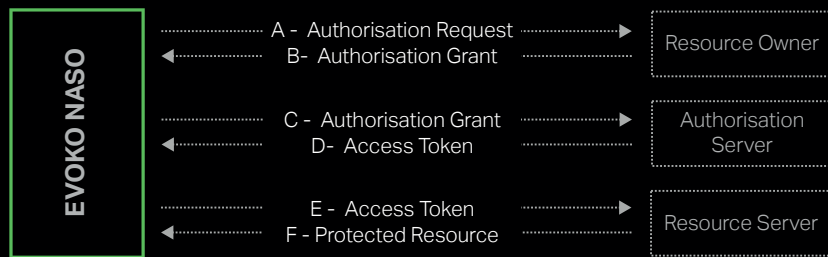 EVOKO NASO
A - Authorisation Request
B- Authorisation Grant
Resource Owner
C - Authorisation Grant
D- Access Token
Authorisation
Server
E - Access Token
F - Protected Resource
Resource Server